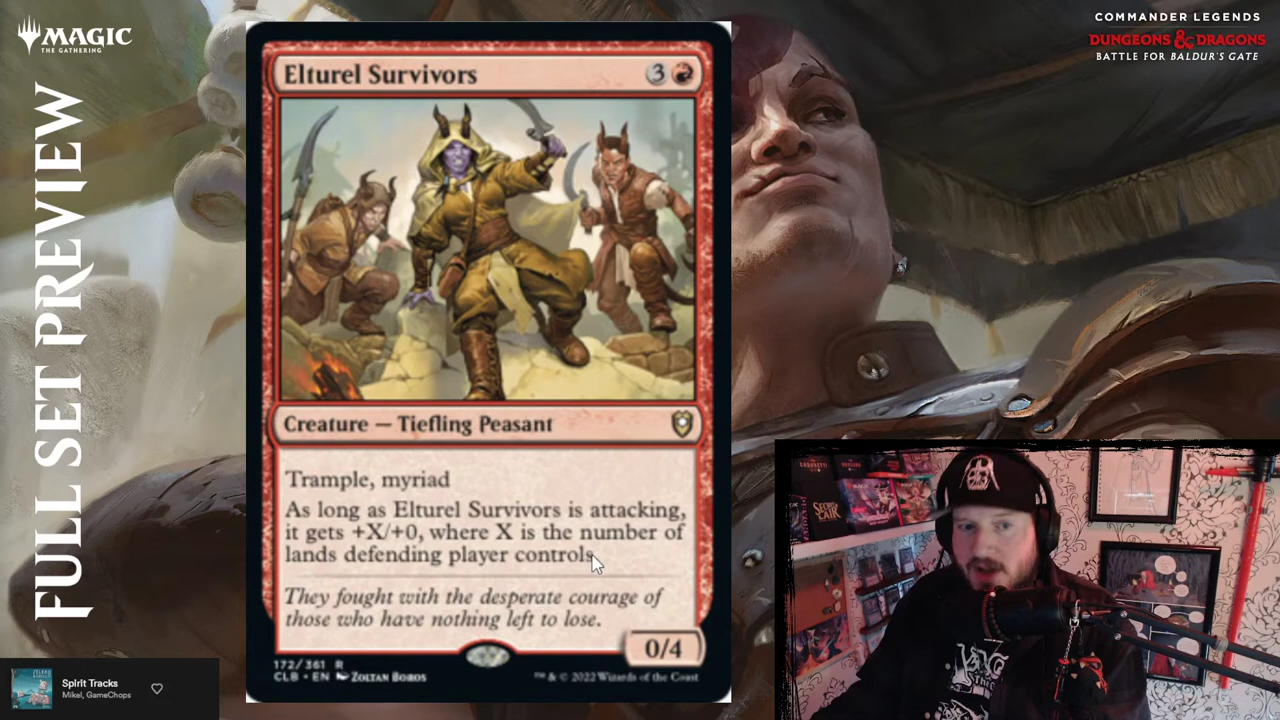 MAGIC
THE GATHERING
FULL SET PREVIEW
Elturel Survivors
3
Creature — Tiefling Peasant
Trample, myriad
As long as Elturel Survivors is attacking,
it gets +X/+0, where X is the number of
lands defending player controls.
They fought with the desperate courage of
those who have nothing left to lose.
0/4
172/361 R
CLB • EN ZOLTAN BOROS
™ & © 2022 Wizards of the Coast
COMMANDER LEGENDS
DUNGEONS & DRAGONS
BATTLE FOR BALDUR'S GATE
SECRET
LAIR
MAGIC
Spirit Tracks
Mikel, GameChops